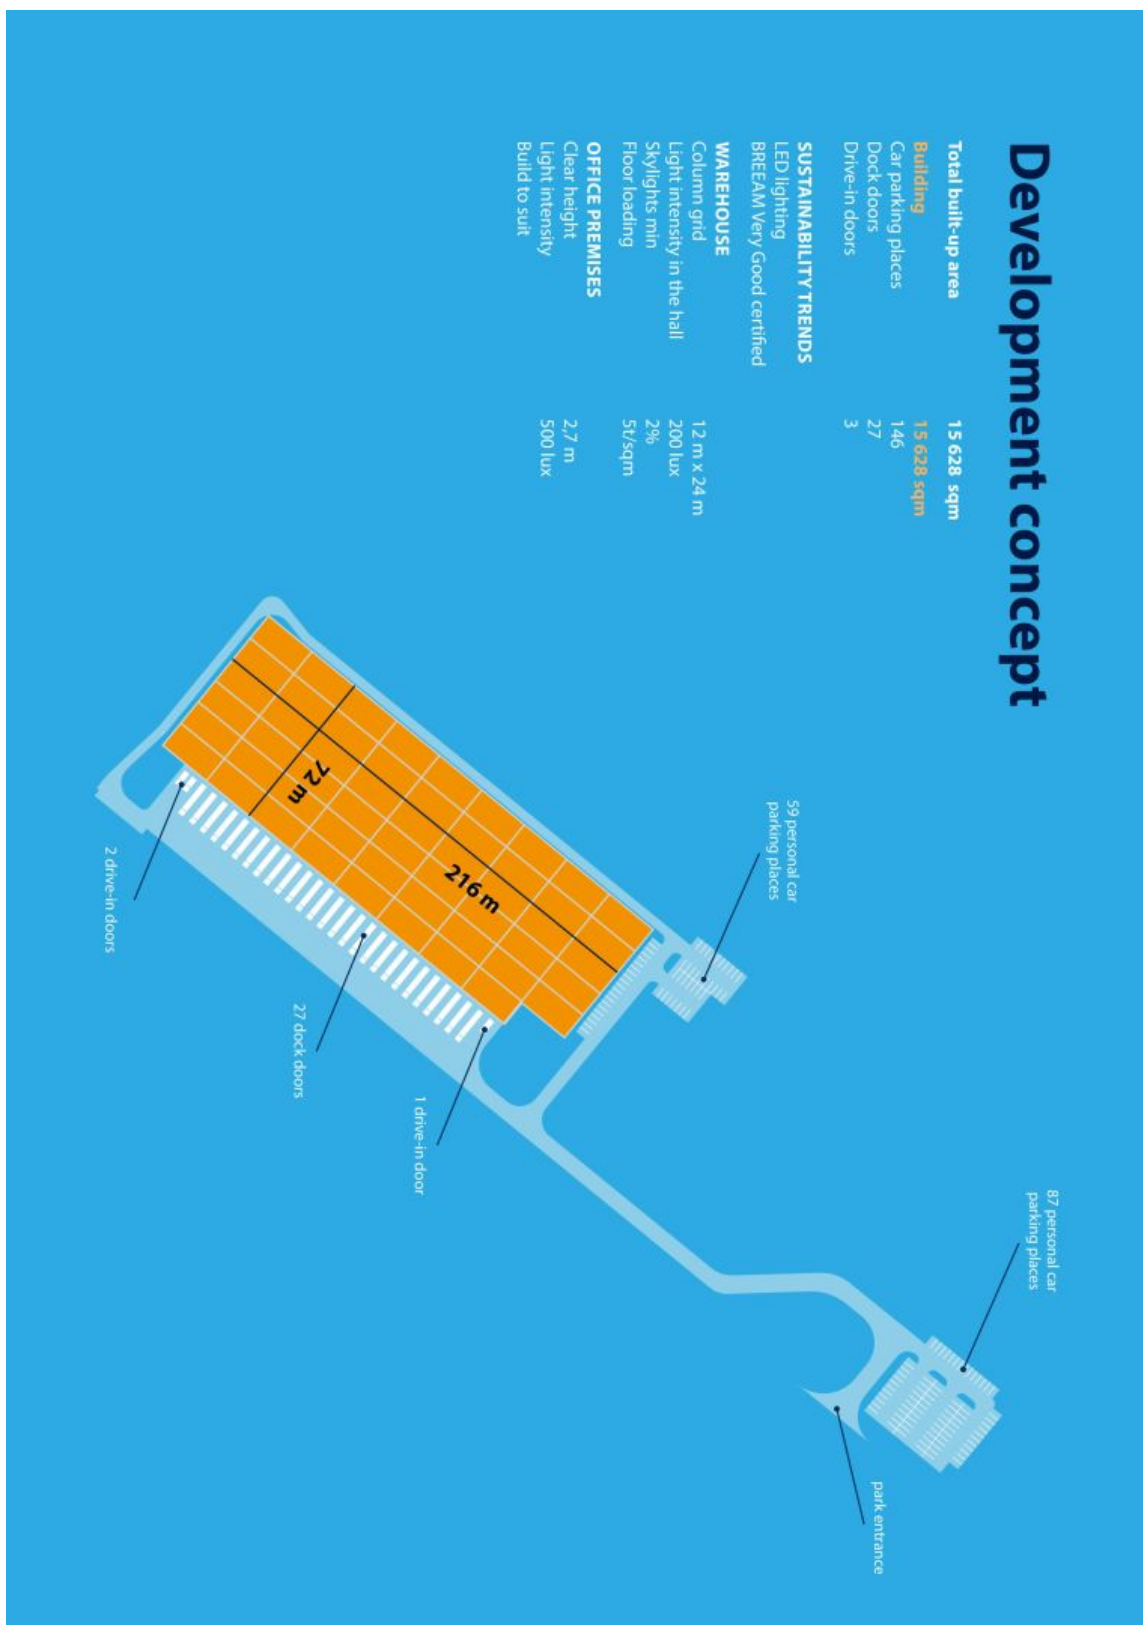 Development concept
Total built-up area 15 628 sqm
Building 15 628 sqm
Car parking places 146
Dock doors 27
Drive-in doors 3
SUSTAINABILITY TRENDS
LED lighting
BREEAM Very Good certified
WAREHOUSE
Column grid 12 m x 24 m
Light intensity in the hall 200 lux
Skylights min 2%
Floor loading 5t/sqm
OFFICE PREMISES
Clear height 2,7 m
Light intensity 500 lux
Build to suit
87 personal car
parking places
59 personal car
parking places
park entrance
216 m
72 m
1 drive-in door
27 dock doors
2 drive-in doors